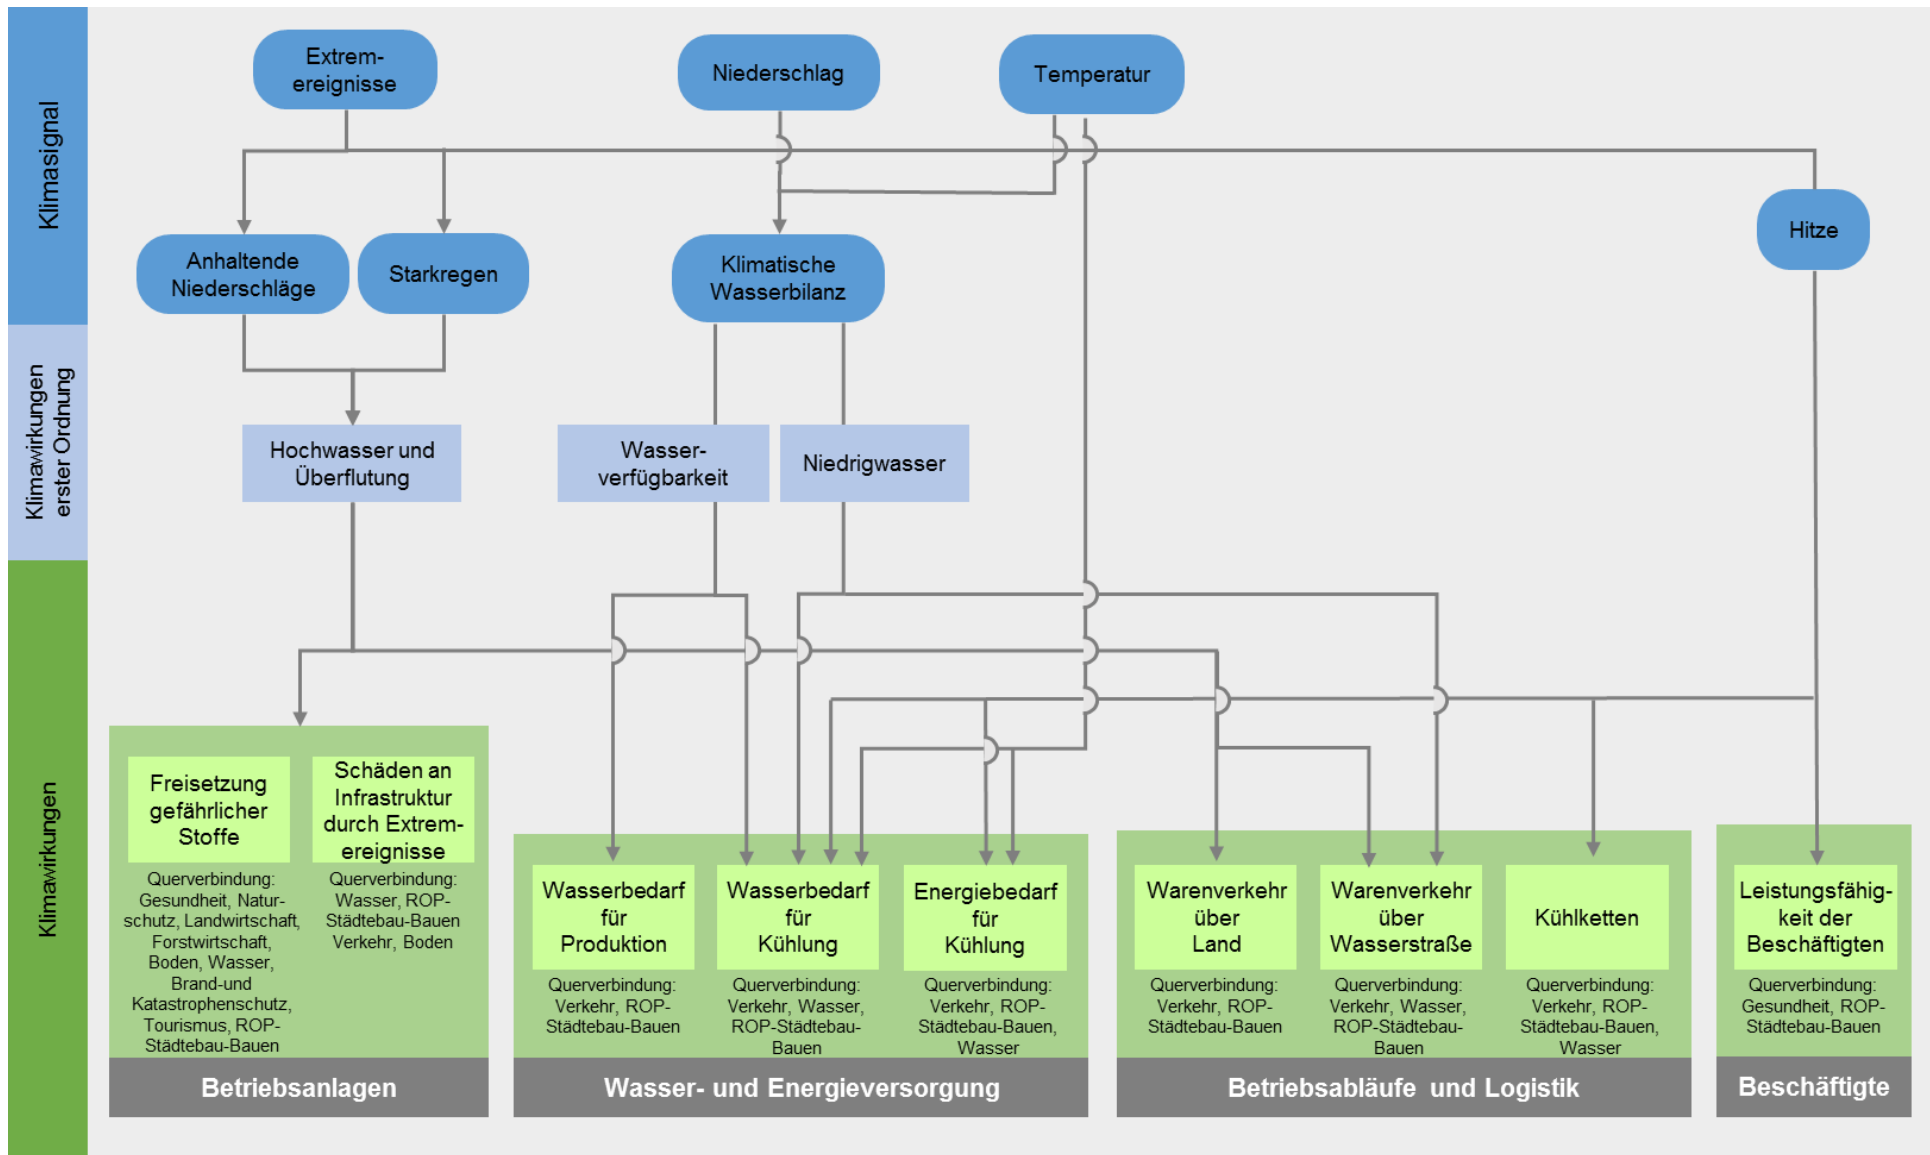 Klimasignal
Extrem-
ereignisse
Niederschlag
Temperatur
Anhaltende
Niederschläge
Starkregen
Klimatische
Wasserbilanz
Hitze
Klimawirkungen
erster Ordnung
Hochwasser und
Überflutung
Wasser-
verfügbarkeit
Niedrigwasser
Klimawirkungen
Freisetzung
gefährlicher
Stoffe
Querverbindung:
Gesundheit, Natur-
schutz, Landwirtschaft,
Forstwirtschaft,
Boden, Wasser,
Brand-und
Katastrophenschutz,
Tourismus, ROP-
Städtebau-Bauen
Schäden an
Infrastruktur
durch Extrem-
ereignisse
Querverbindung:
Wasser, ROP-
Städtebau-Bauen
Verkehr, Boden
Betriebsanlagen
Wasserbedarf
für
Produktion
Querverbindung:
Verkehr, ROP-
Städtebau-Bauen
Wasserbedarf
für
Kühlung
Querverbindung:
Verkehr, Wasser,
ROP-Städtebau-
Bauen
Energiebedarf
für
Kühlung
Querverbindung:
Verkehr, ROP-
Städtebau-Bauen,
Wasser
Wasser- und Energieversorgung
Warenverkehr
über
Land
Querverbindung:
Verkehr, ROP-
Städtebau-Bauen
Warenverkehr
über
Wasserstraße
Querverbindung:
Verkehr, Wasser,
ROP-Städtebau-
Bauen
Kühlketten
Querverbindung:
Verkehr, ROP-
Städtebau-Bauen,
Wasser
Betriebsabläufe und Logistik
Leistungsfähig-
keit der
Beschäftigten
Querverbindung:
Gesundheit, ROP-
Städtebau-Bauen
Beschäftigte